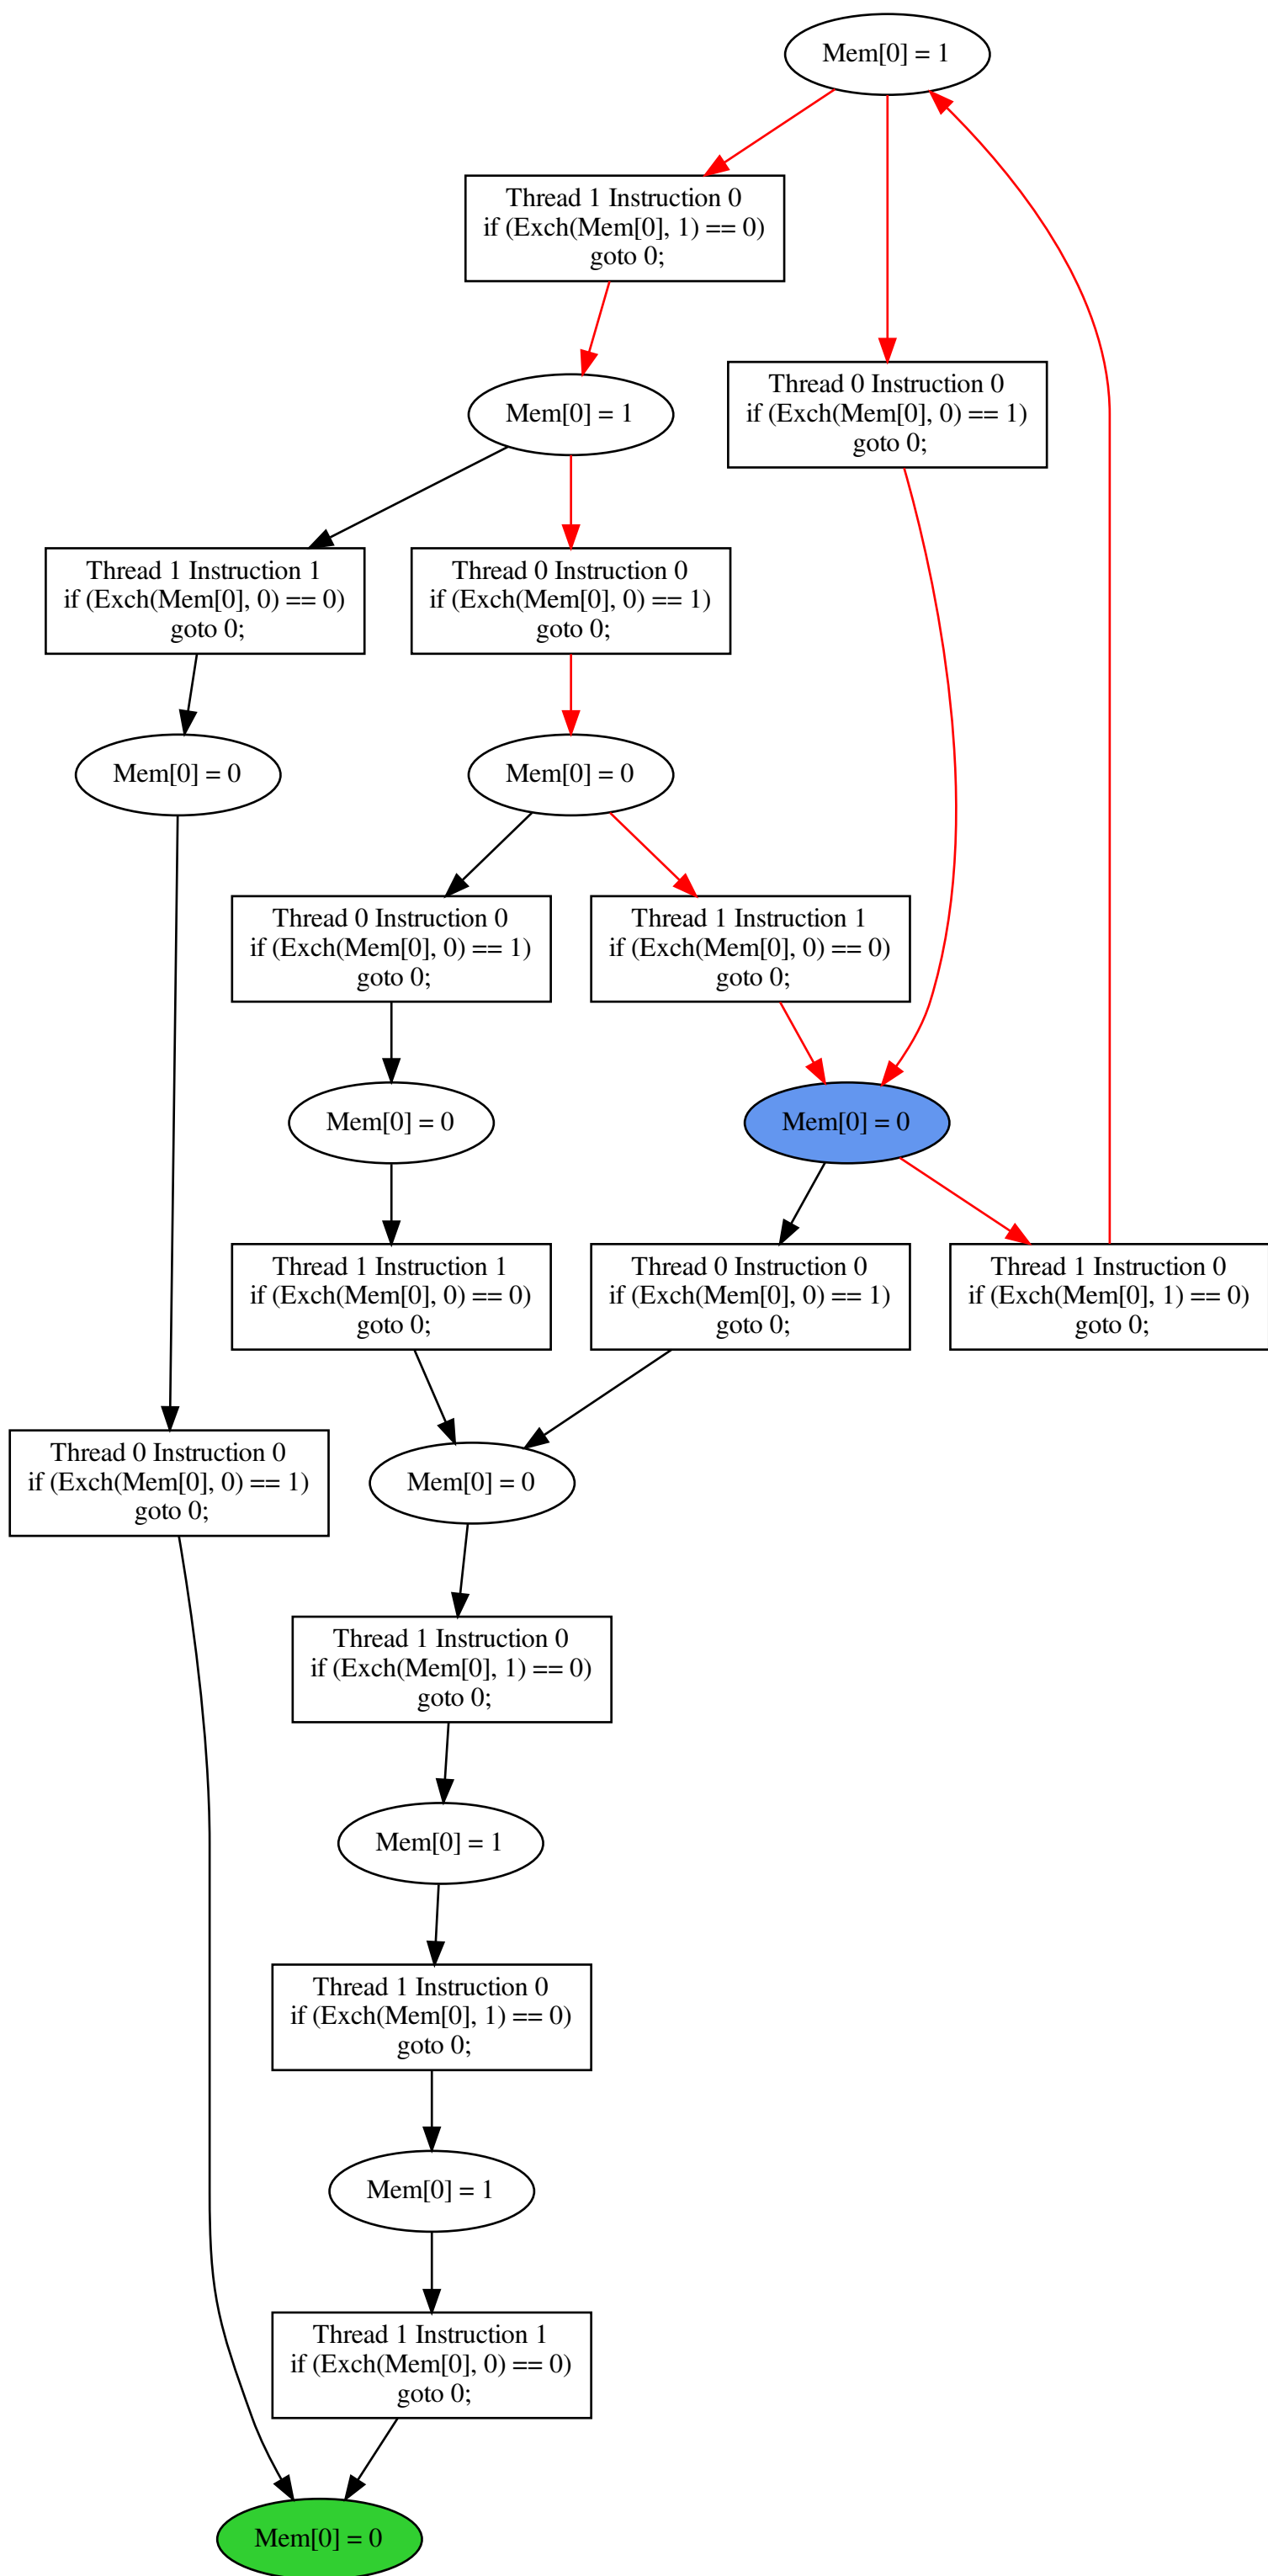 Mem[0] = 1
Thread 1 Instruction 0
if (Exch(Mem[0], 1) == 0)
goto 0;
Mem[0] = 1
Thread 0 Instruction 0
if (Exch(Mem[0], 0) == 1)
goto 0;
Thread 1 Instruction 1
if (Exch(Mem[0], 0) == 0)
goto 0;
Thread 0 Instruction 0
if (Exch(Mem[0], 0) == 1)
goto 0;
Mem[0] = 0
Mem[0] = 0
Thread 0 Instruction 0
if (Exch(Mem[0], 0) == 1)
goto 0;
Thread 1 Instruction 1
if (Exch(Mem[0], 0) == 0)
goto 0;
Mem[0] = 0
Mem[0] = 0
Thread 1 Instruction 1
if (Exch(Mem[0], 0) == 0)
goto 0;
Thread 0 Instruction 0
if (Exch(Mem[0], 0) == 1)
goto 0;
Thread 1 Instruction 0
if (Exch(Mem[0], 1) == 0)
goto 0;
Thread 0 Instruction 0
if (Exch(Mem[0], 0) == 1)
goto 0;
Mem[0] = 0
Thread 1 Instruction 0
if (Exch(Mem[0], 1) == 0)
goto 0;
Mem[0] = 1
Thread 1 Instruction 0
if (Exch(Mem[0], 1) == 0)
goto 0;
Mem[0] = 1
Thread 1 Instruction 1
if (Exch(Mem[0], 0) == 0)
goto 0;
Mem[0] = 0